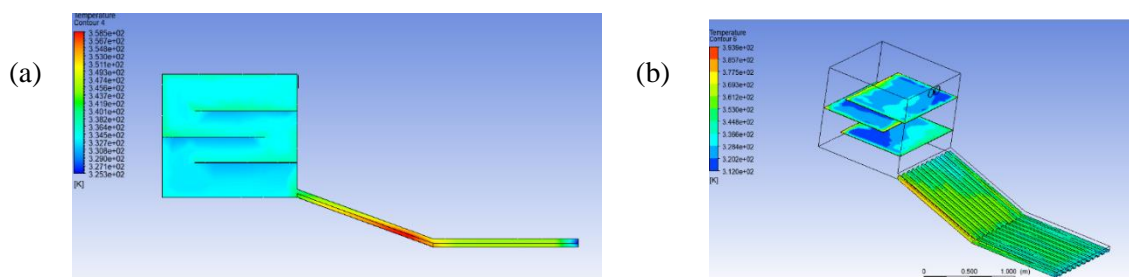 (a)
Temperature
Contour 4
3.585e+02
3.567e+02
3.548e+02
3.530e+02
3.511e+02
3.493e+02
3.474e+02
3.456e+02
3.437e+02
3.419e+02
3.401e+02
3.382e+02
3.364e+02
3.345e+02
3.327e+02
3.308e+02
3.290e+02
3.271e+02
3.253e+02
[K]
(b)
Temperature
Contour 6
3.939e+02
3.857e+02
3.775e+02
3.693e+02
3.612e+02
3.530e+02
3.448e+02
3.366e+02
3.284e+02
3.202e+02
3.120e+02
[K]
0 0.500 1.000 (m)